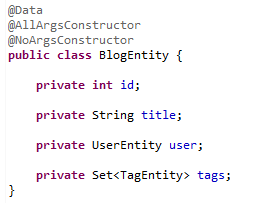 @Data
@AllArgsConstructor
@NoArgsConstructor
public class BlogEntity {
private int id;
private String title;
private UserEntity user;
private Set<TagEntity> tags;
}